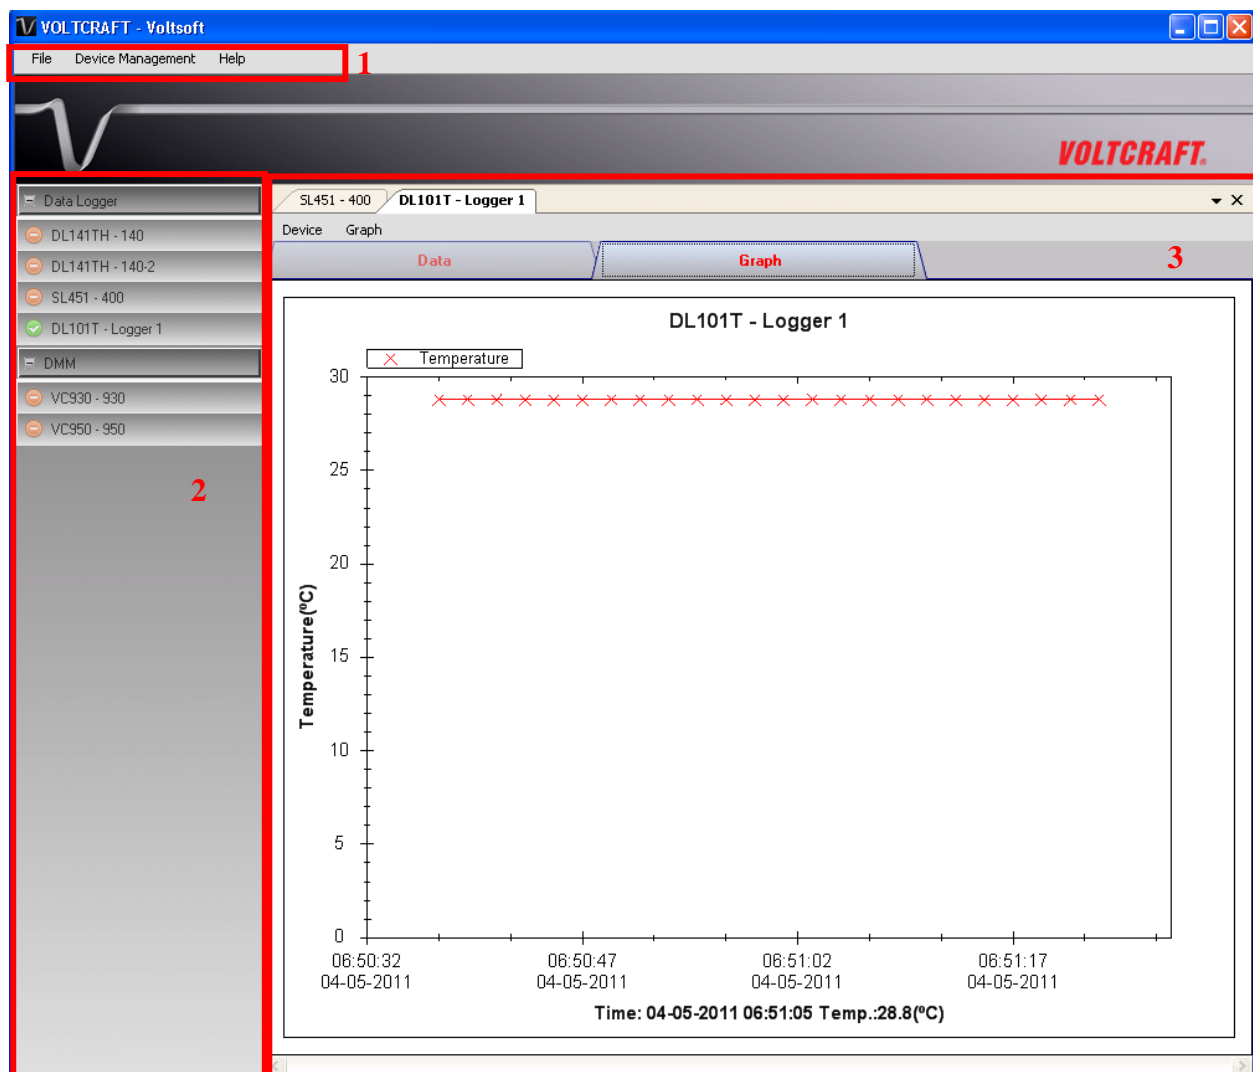 VOLTCRAFT - Voltsoft
File Device Management Help 1
VOLTCRAFT®
Data Logger
DL141TH - 140
DL141TH - 140-2
SL451 - 400
DL101T - Logger 1
DMM
VC930 - 930
VC950 - 950
2
SL451 - 400 DL101T - Logger 1
Device Graph
Data Graph 3
DL101T - Logger 1
Temperature
30
25
20
15
10
5
0
Temperature(ºC)
06:50:32 06:50:47 06:51:02 06:51:17
04-05-2011 04-05-2011 04-05-2011 04-05-2011
Time: 04-05-2011 06:51:05 Temp.:28.8(ºC)